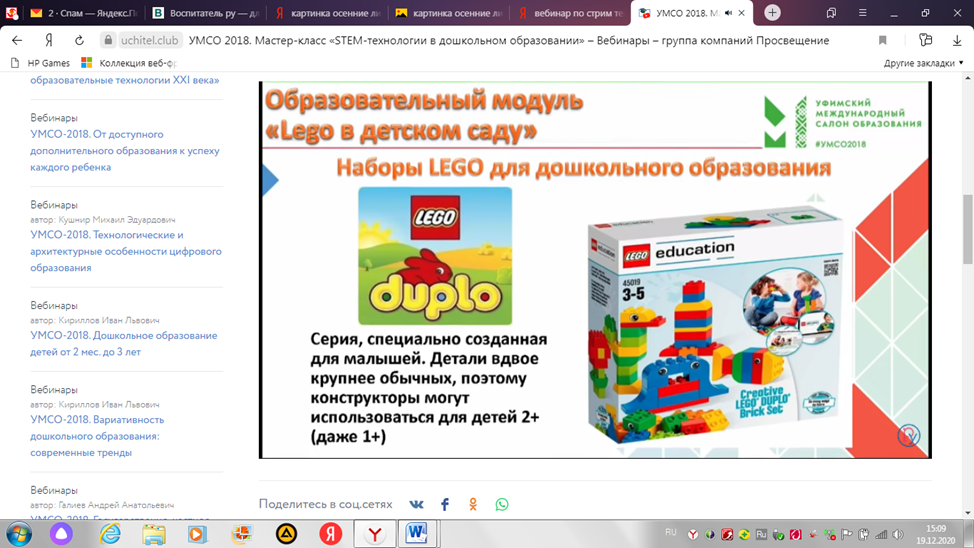 2 · Спам — Яндекс.По
Воспитатель ру — дл
картинка осенние ли
картинка осенние ли
вебинар по стрим те
УМСО 2018. М
uchitel.club
УМСО 2018. Мастер-класс «STEM-технологии в дошкольном образовании» – Вебинары – группа компаний Просвещение
HP Games
Коллекция веб-фр
Другие закладки
образовательные технологии XXI века»
Вебинары
УМСО-2018. От доступного
дополнительного образования к успеху
каждого ребенка
Вебинары
автор: Кушнир Михаил Эдуардович
УМСО-2018. Технологические и
архитектурные особенности цифрового
образования
Вебинары
автор: Кириллов Иван Львович
УМСО-2018. Дошкольное образование
детей от 2 мес. до 3 лет
Вебинары
автор: Кириллов Иван Львович
УМСО-2018. Вариативность
дошкольного образования:
современные тренды
Вебинары
автор: Галиев Андрей Анатольевич
Образовательный модуль
«Lego в детском саду»
УФИМСКИЙ
МЕЖДУНАРОДНЫЙ
САЛОН ОБРАЗОВАНИЯ
#УМСО2018
Наборы LEGO для дошкольного образования
LEGO
duplo
Серия, специально созданная
для малышей. Детали вдвое
крупнее обычных, поэтому
конструкторы могут
использоваться для детей 2+
(даже 1+)
LEGO education
45019
3-5
Creative
LEGO DUPLO
Brick Set
Поделитесь в соц.сетях
RU
15:09
19.12.2020